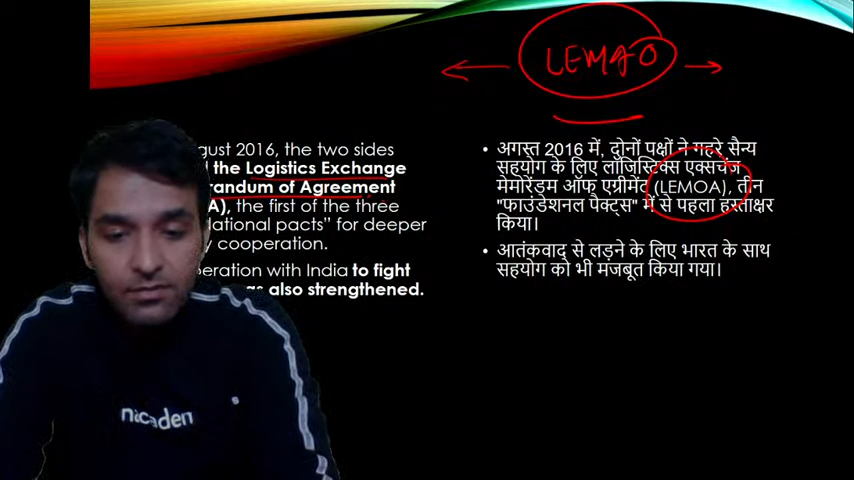 LEMAO
gust 2016, the two sides
the Logistics Exchange
randum of Agreement
A), the first of the three
dational pacts" for deeper
y cooperation.
peration with India to fight
as also strengthened.
• अगस्त 2016 में, दोनों पक्षों ने गहरे सैन्य
सहयोग के लिए लॉजिस्टिक्स एक्सचेंज
मेमोरेंडम ऑफ एग्रीमेंट (LEMOA), तीन
"फाउंडेशनल पैक्ट्स" में से पहला हस्ताक्षर
किया।
• आतंकवाद से लड़ने के लिए भारत के साथ
सहयोग को भी मजबूत किया गया।